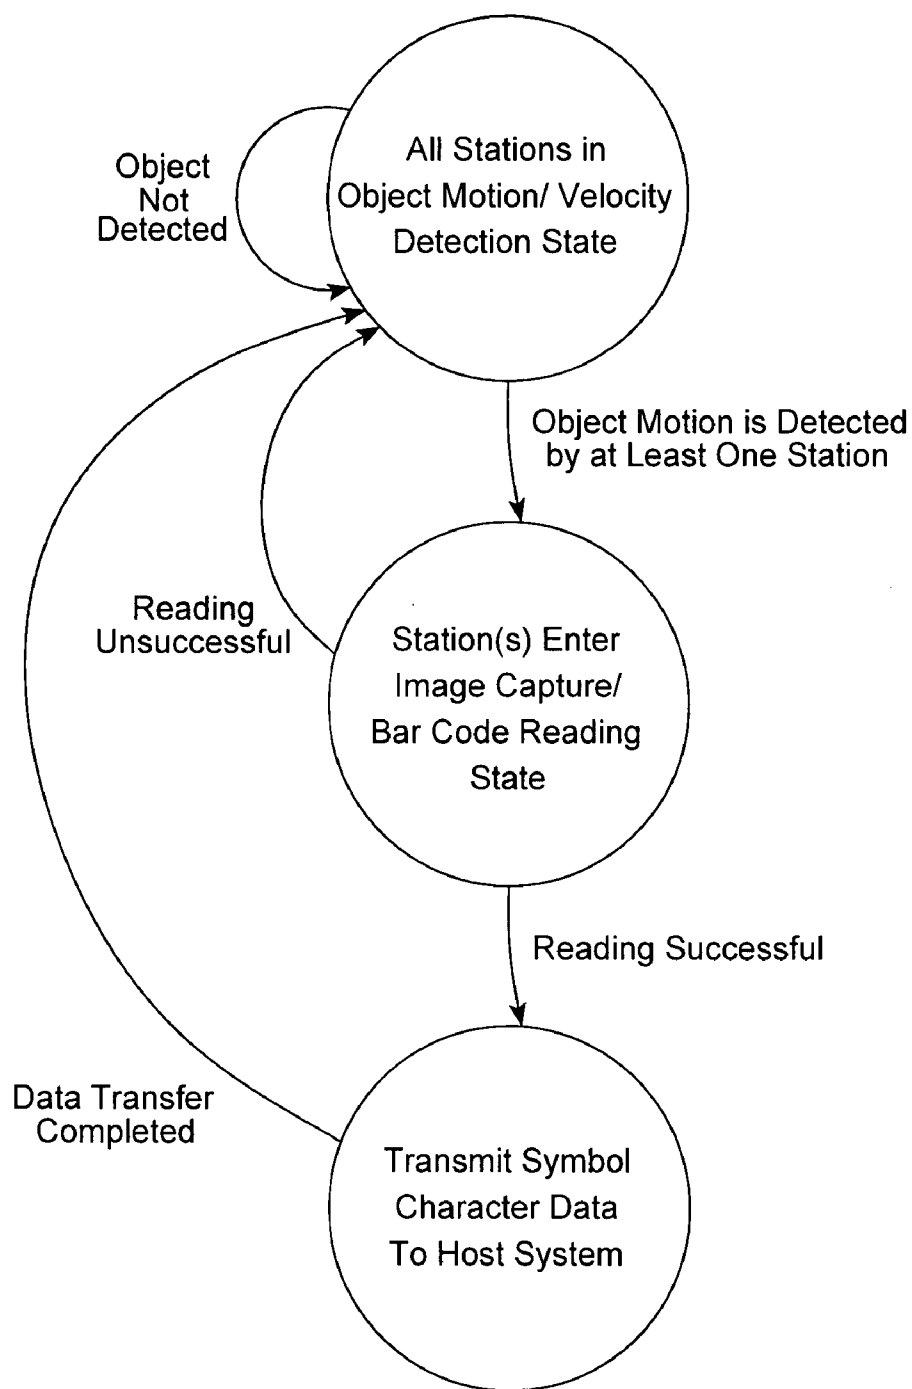 All Stations in
Object Motion/ Velocity
Detection State
Object
Not
Detected
Object Motion is Detected
by at Least One Station
Reading
Unsuccessful
Station(s) Enter
Image Capture/
Bar Code Reading
State
Reading Successful
Data Transfer
Completed
Transmit Symbol
Character Data
To Host System